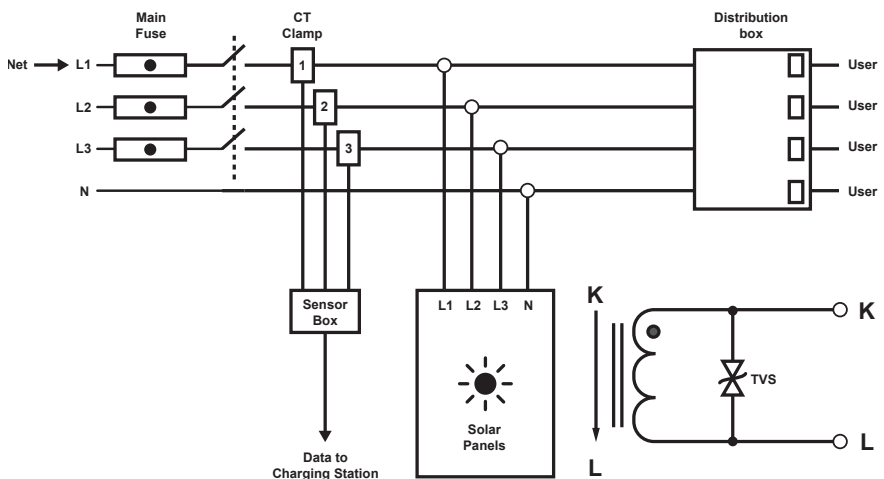 Main
Fuse
CT
Clamp
Distribution
box
Net
L1
1
User
L2
2
User
L3
3
User
N
User
Sensor
Box
L1 L2 L3 N
Solar
Panels
Data to
Charging Station
K
L
K
TVS
L